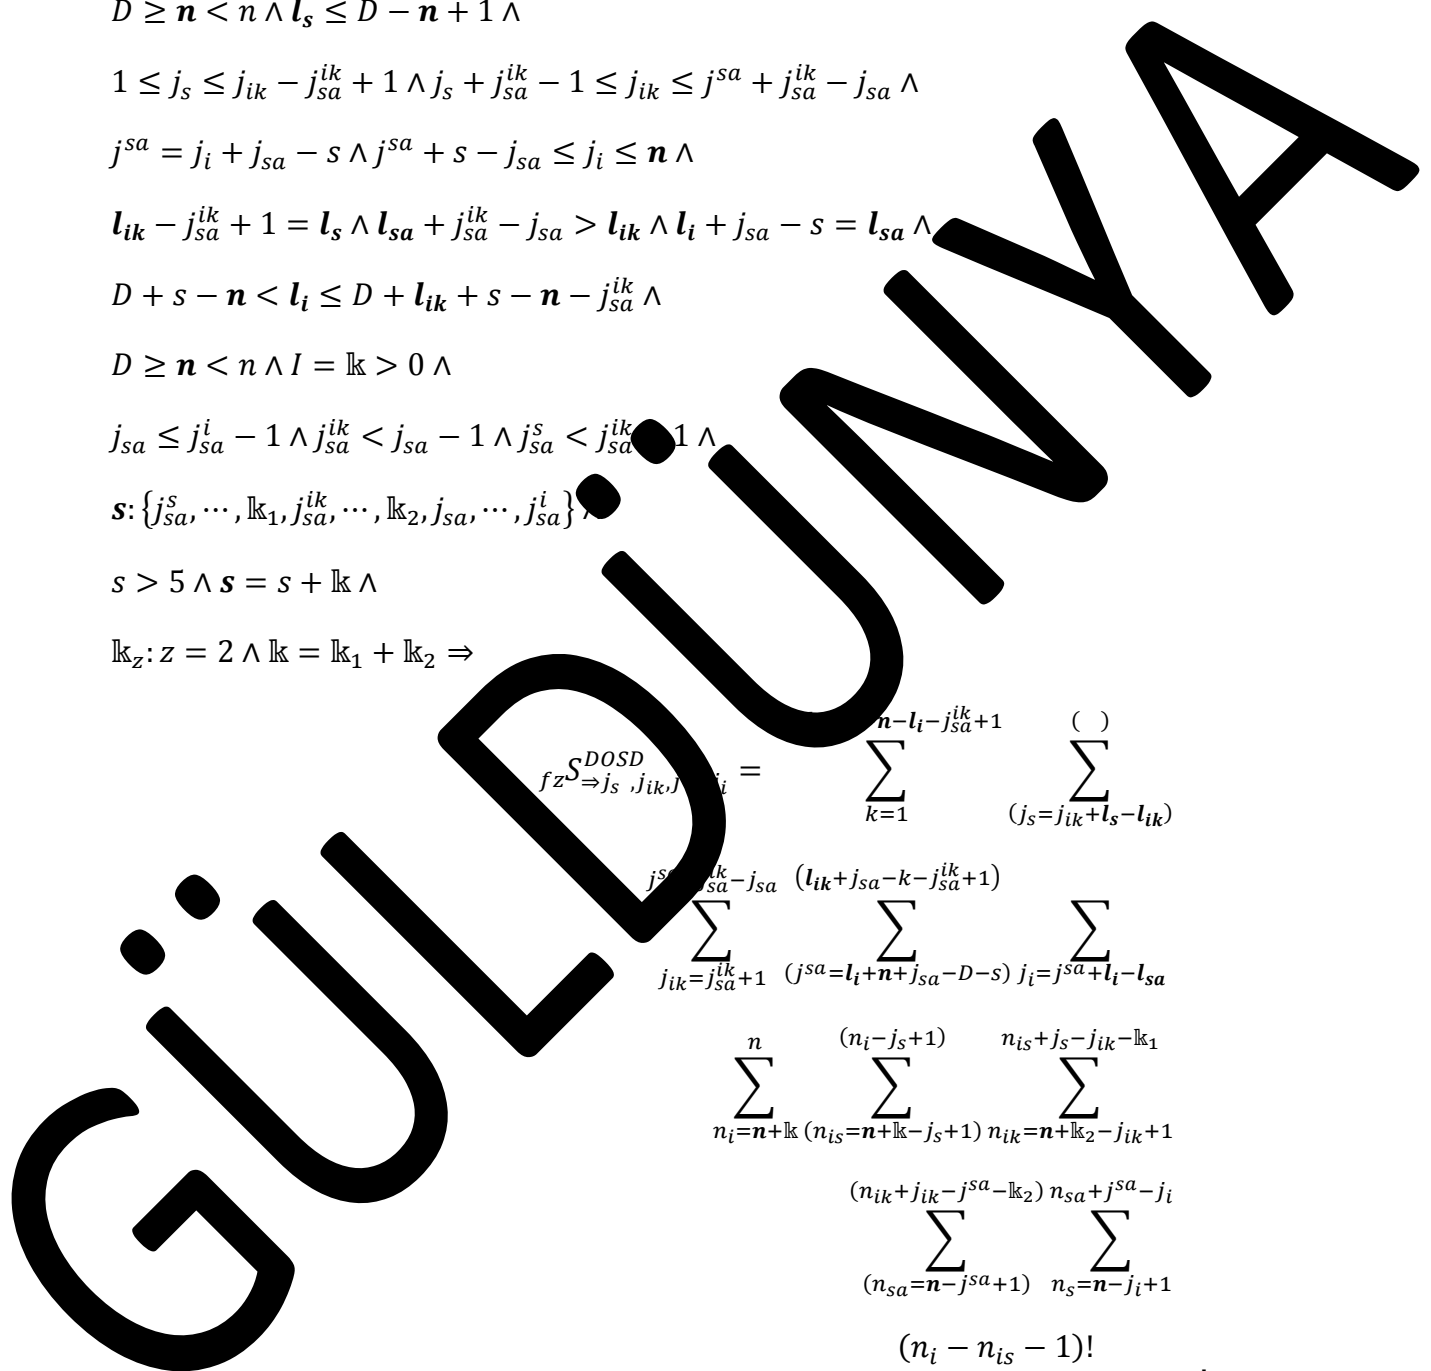 D ≥ n < n ∧ l_s ≤ D − n + 1 ∧
1 ≤ j_s ≤ j_ik − j_sa^ik + 1 ∧ j_s + j_sa^ik − 1 ≤ j_ik ≤ j^sa + j_sa^ik − j_sa ∧
j^sa = j_i + j_sa − s ∧ j^sa + s − j_sa ≤ j_i ≤ n ∧
l_ik − j_sa^ik + 1 = l_s ∧ l_sa + j_sa^ik − j_sa > l_ik ∧ l_i + j_sa − s = l_sa ∧
D + s − n < l_i ≤ D + l_ik + s − n − j_sa^ik ∧
D ≥ n < n ∧ I = 𝕜 > 0 ∧
j_sa ≤ j_sa^i − 1 ∧ j_sa^ik < j_sa − 1 ∧ j_sa^s < j_sa^ik 1 ∧
s: {j_sa^s, ⋯, 𝕜_1, j_sa^ik, ⋯, 𝕜_2, j_sa, ⋯, j_sa^i}
s > 5 ∧ s = s + 𝕜 ∧
𝕜_z: z = 2 ∧ 𝕜 = 𝕜_1 + 𝕜_2 ⇒
n−l_i−j_sa^ik+1 ( )
fzS_⇒j_s ,j_ik, i^DOSD = ∑ ∑
k=1 (j_s=j_ik+l_s−l_ik)
−j_sa (l_ik+j_sa−k−j_sa^ik+1)
∑ ∑ ∑
j_ik=j_sa^ik+1 (j^sa=l_i+n+j_sa−D−s) j_i=j^sa+l_i−l_sa
n (n_i−j_s+1) n_is+j_s−j_ik−𝕜_1
∑ ∑ ∑
n_i=n+𝕜 (n_is=n+𝕜−j_s+1) n_ik=n+𝕜_2−j_ik+1
(n_ik+j_ik−j^sa−𝕜_2) n_sa+j^sa−j_i
∑ ∑
(n_sa=n−j^sa+1) n_s=n−j_i+1
(n_i − n_is − 1)!
GÜLDÜNYA